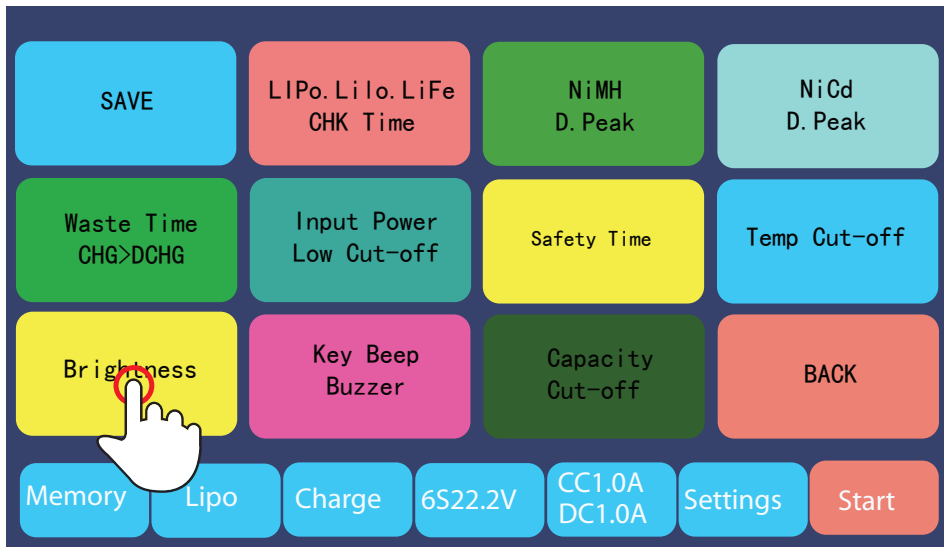 SAVE
LIPo.LiIo.LiFe
CHK Time
NiMH
D.Peak
NiCd
D.Peak
Waste Time
CHG>DCHG
Input Power
Low Cut-off
Safety Time
Temp Cut-off
Brightness
Key Beep
Buzzer
Capacity
Cut-off
BACK
Memory
Lipo
Charge
6S22.2V
CC1.0A
DC1.0A
Settings
Start